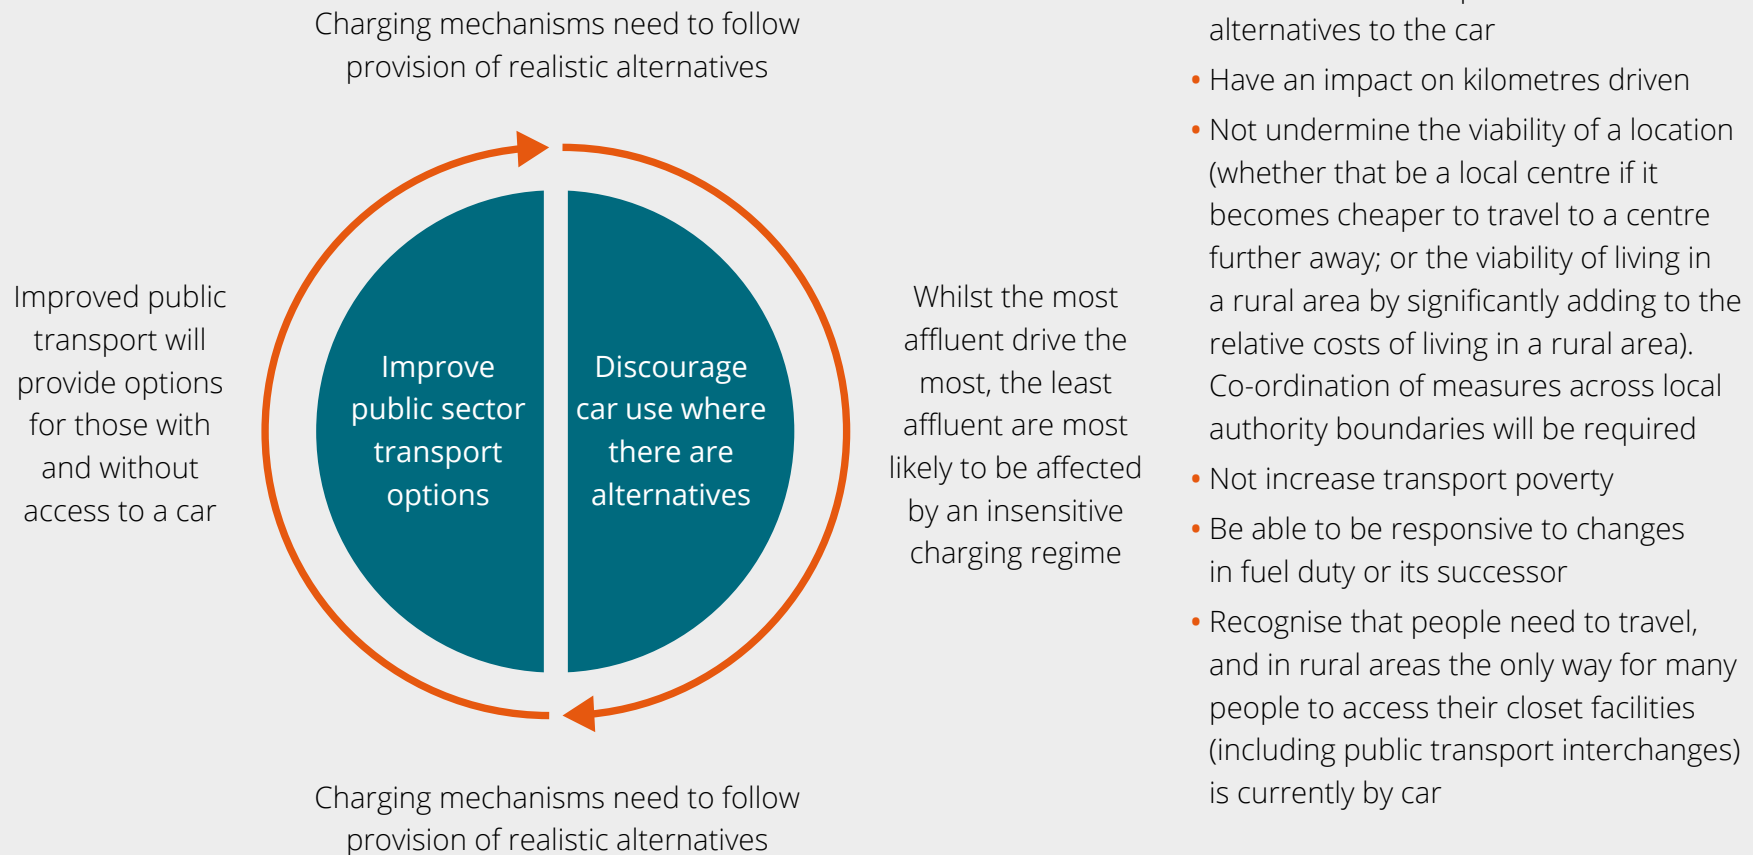 Charging mechanisms need to follow
provision of realistic alternatives
Improved public
transport will
provide options
for those with
and without
access to a car
Improve
public sector
transport
options
Discourage
car use where
there are
alternatives
Whilst the most
affluent drive the
most, the least
affluent are most
likely to be affected
by an insensitive
charging regime
Charging mechanisms need to follow
provision of realistic alternatives
alternatives to the car
• Have an impact on kilometres driven
• Not undermine the viability of a location
(whether that be a local centre if it
becomes cheaper to travel to a centre
further away; or the viability of living in
a rural area by significantly adding to the
relative costs of living in a rural area).
Co-ordination of measures across local
authority boundaries will be required
• Not increase transport poverty
• Be able to be responsive to changes
in fuel duty or its successor
• Recognise that people need to travel,
and in rural areas the only way for many
people to access their closet facilities
(including public transport interchanges)
is currently by car